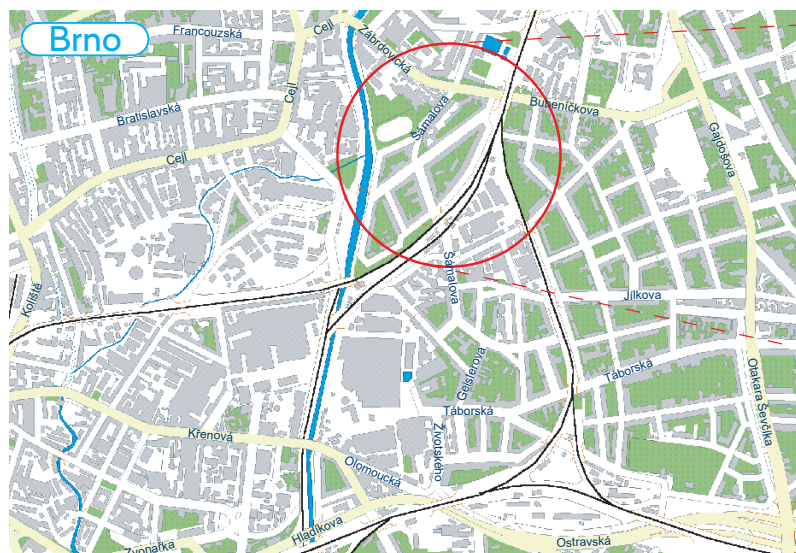 Brno
Francouzská
Cejl
Zábrdovická
Cejl
Bratislavská
Šámalova
Bubeníčkova
Gajdošova
Cejl
Šámalova
Koliště
Jílkova
Geislerova
Táborská
Otakara Ševčíka
Táborská
Křenová
Olomoucká
Životského
Hladíkova
Ostravská
Zvonařka